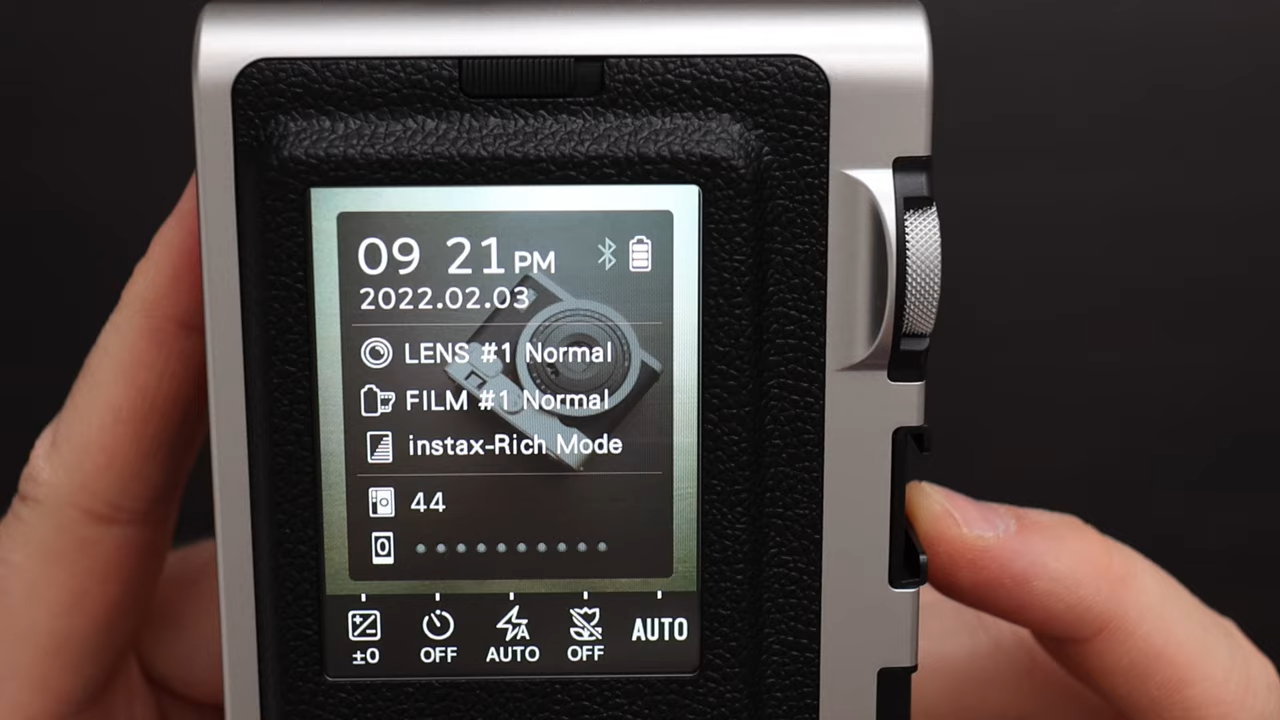 09 21 PM
2022.02.03
LENS #1 Normal
FILM #1 Normal
instax-Rich Mode
44
0
±0 OFF AUTO OFF AUTO